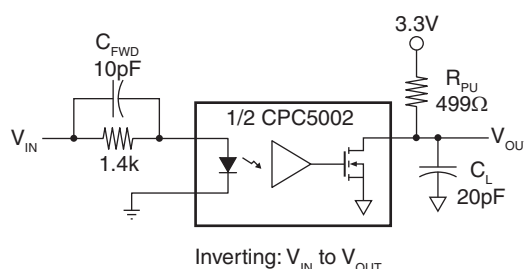 3.3V
C_FWD
10pF
R_PU
499Ω
1/2 CPC5002
V_IN
1.4k
V_OU
C_L
20pF
Inverting: V_IN to V_OUT